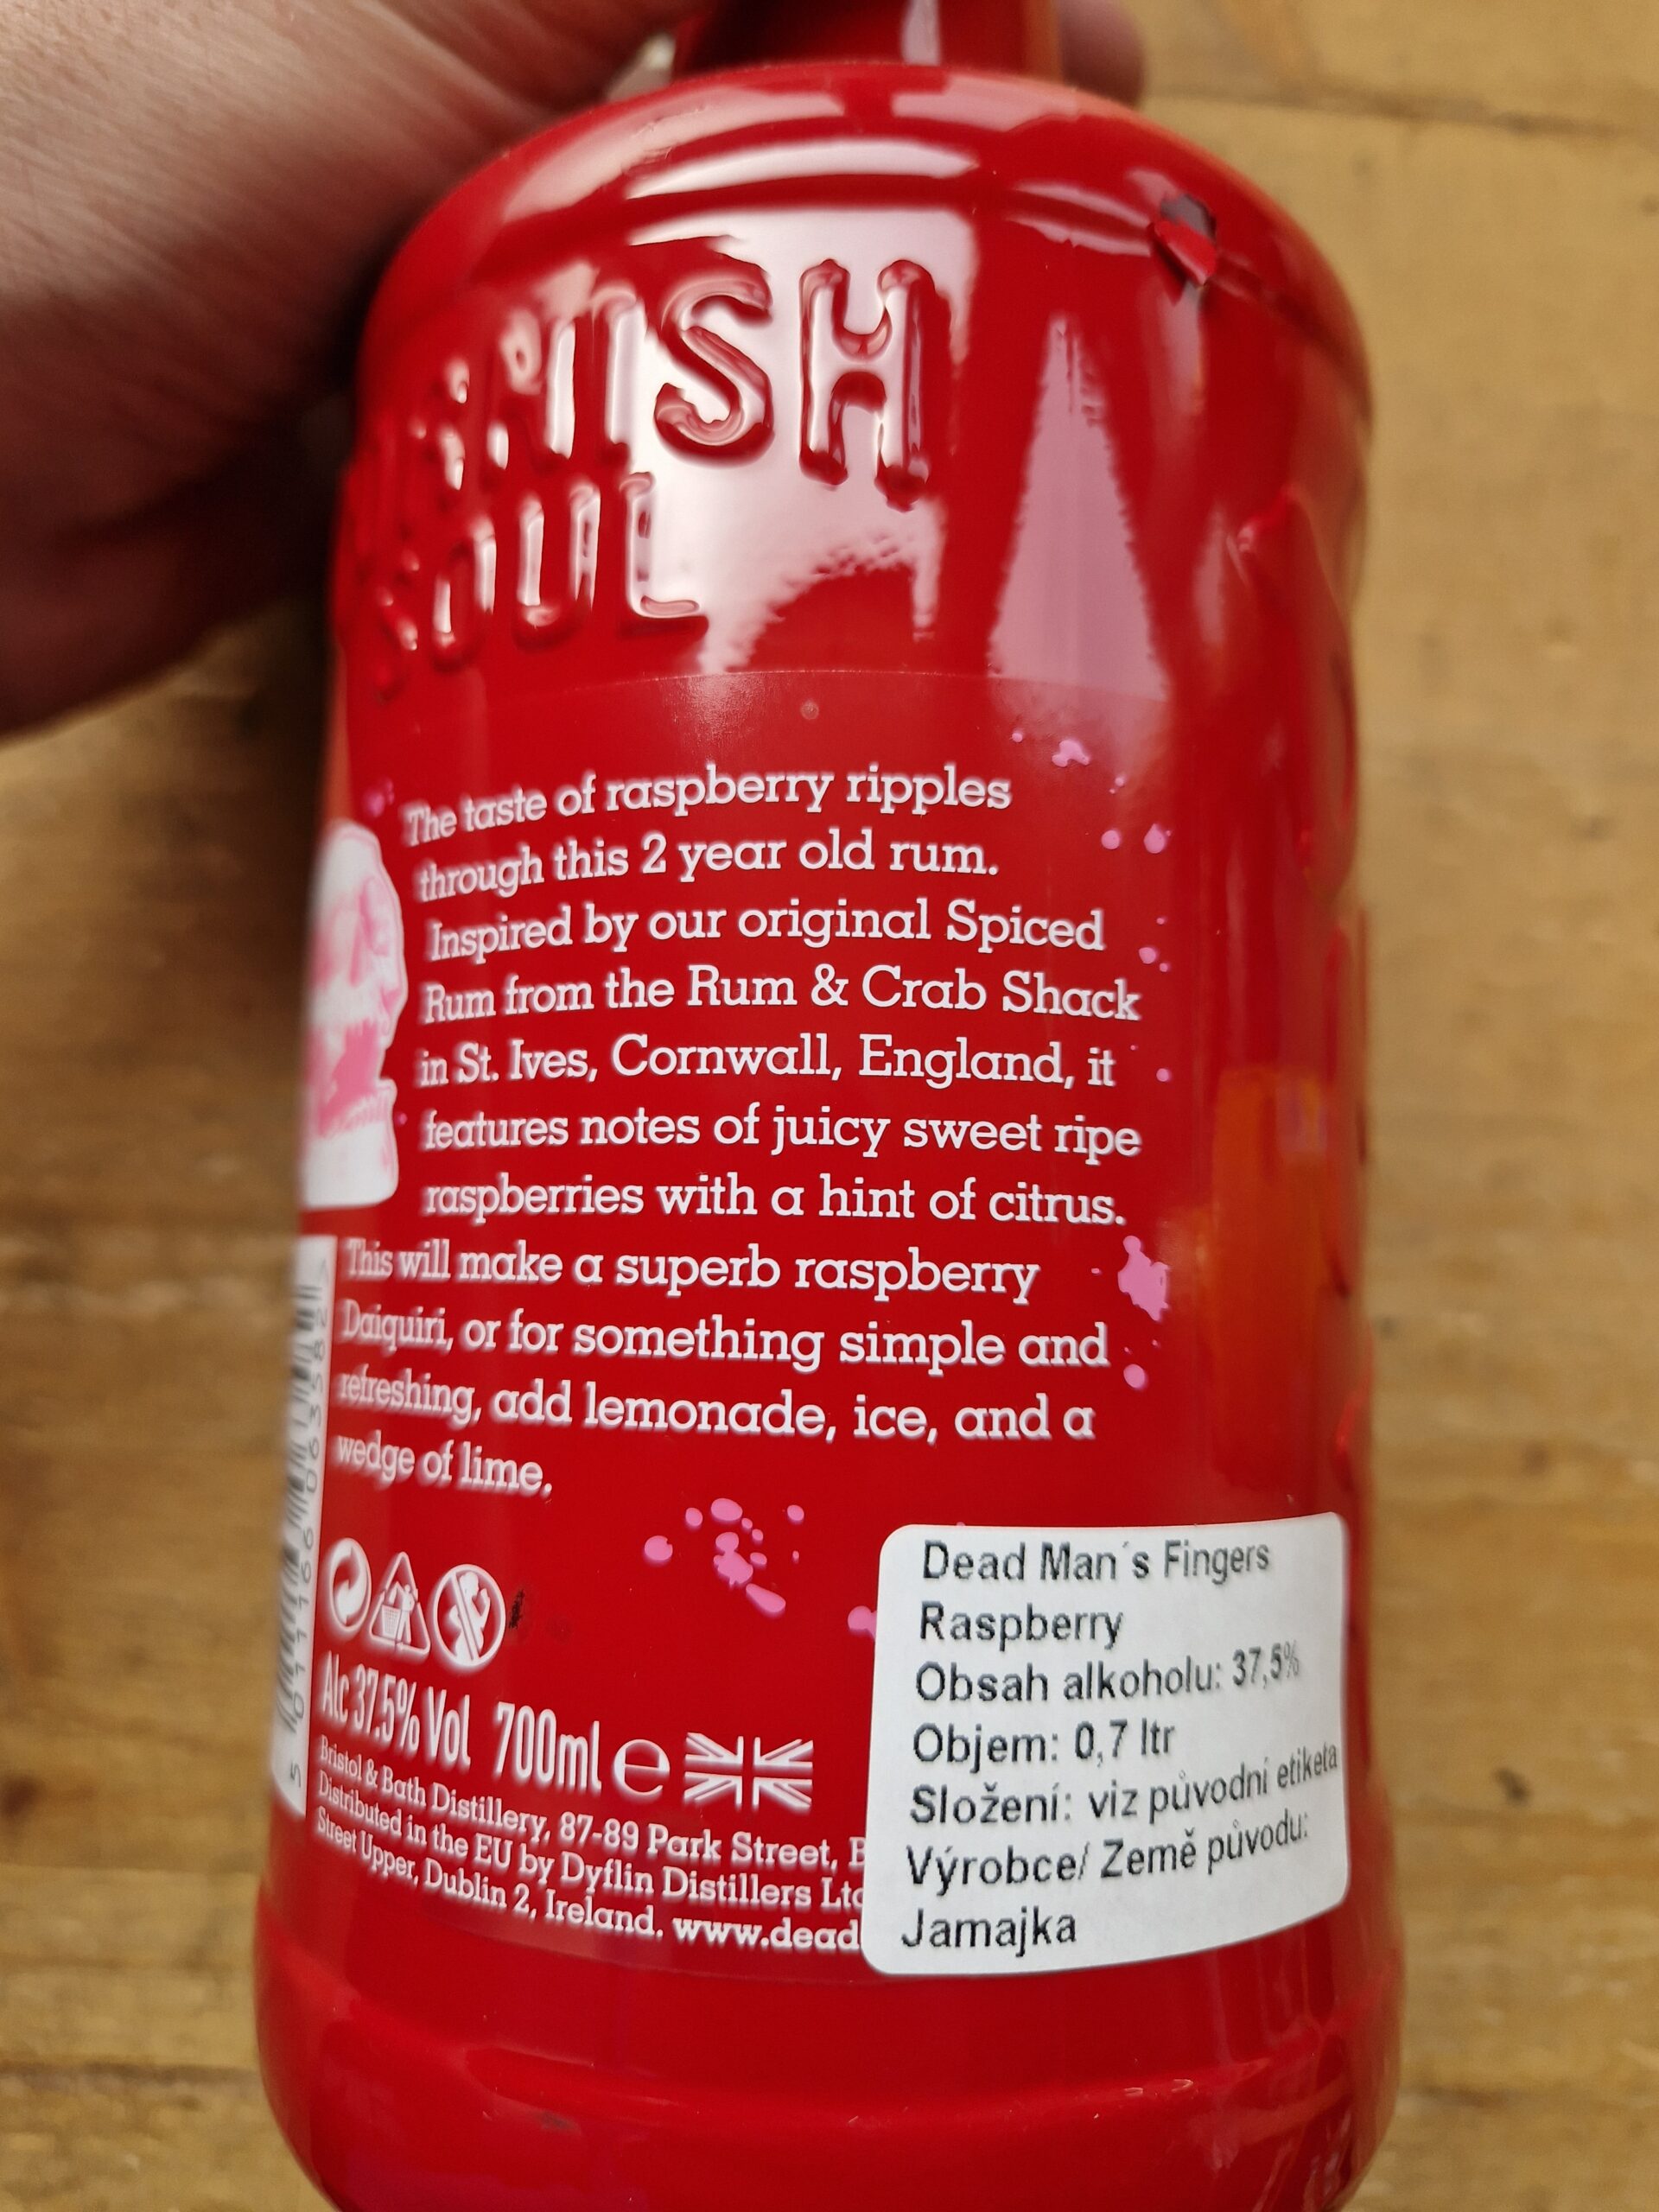 SOUL
The taste of raspberry ripples
through this 2 year old rum.
Inspired by our original Spiced
Rum from the Rum & Crab Shack
in St. Ives, Cornwall, England, it
features notes of juicy sweet ripe
raspberries with a hint of citrus.
This will make a superb raspberry
Daiquiri, or for something simple and
refreshing, add lemonade, ice, and a
wedge of lime.
Alc 37.5% Vol 700ml e
Bristol & Bath Distillery, 87-89 Park Street, B
Distributed in the EU by Dyflin Distillers Ltd
Street Upper, Dublin 2, Ireland. www.dead
Dead Man´s Fingers
Raspberry
Obsah alkoholu: 37,5%
Objem: 0,7 ltr
Složení: viz původní etiketa
Výrobce/ Země původu:
Jamajka